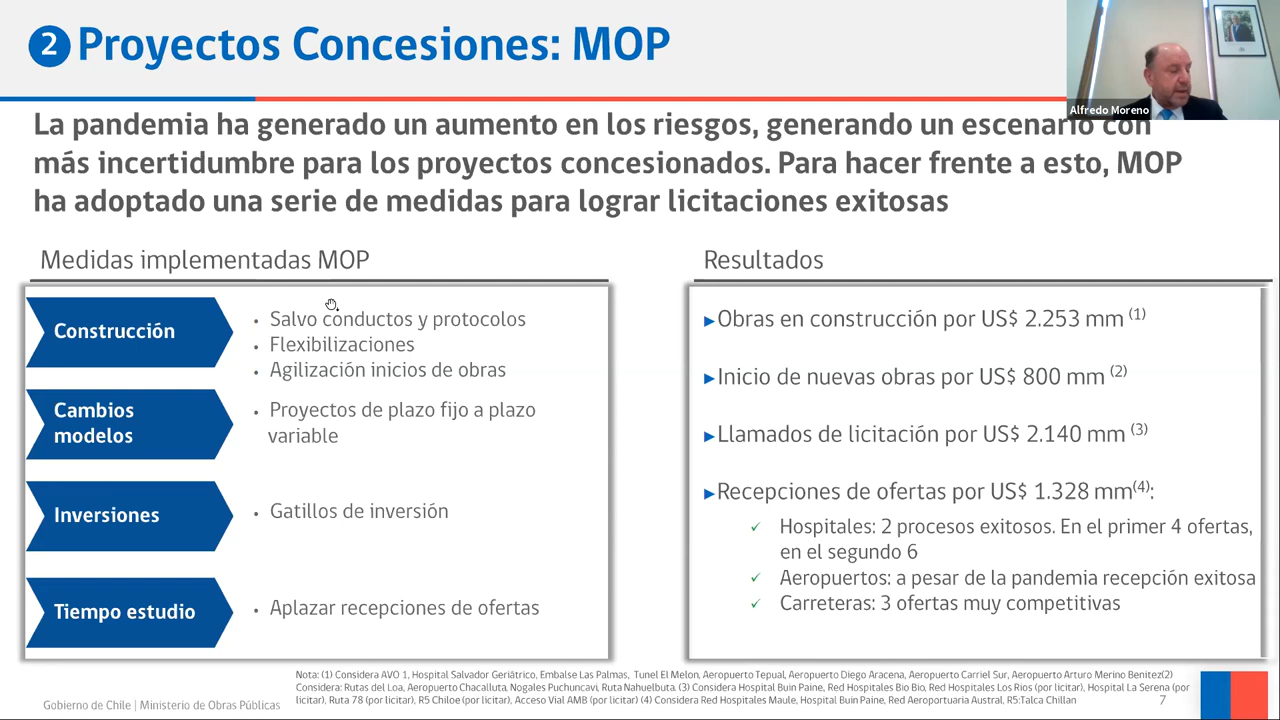 2 Proyectos Concesiones: MOP
Alfredo Moreno
La pandemia ha generado un aumento en los riesgos, generando un escenario con
más incertidumbre para los proyectos concesionados. Para hacer frente a esto, MOP
ha adoptado una serie de medidas para lograr licitaciones exitosas
Medidas implementadas MOP
Construcción
• Salvo conductos y protocolos
• Flexibilizaciones
• Agilización inicios de obras
Cambios
modelos
• Proyectos de plazo fijo a plazo
variable
Inversiones
• Gatillos de inversión
Tiempo estudio
• Aplazar recepciones de ofertas
Resultados
▸Obras en construcción por US$ 2.253 mm (1)
▸Inicio de nuevas obras por US$ 800 mm (2)
▸Llamados de licitación por US$ 2.140 mm (3)
▸Recepciones de ofertas por US$ 1.328 mm(4):
✓ Hospitales: 2 procesos exitosos. En el primer 4 ofertas,
en el segundo 6
✓ Aeropuertos: a pesar de la pandemia recepción exitosa
✓ Carreteras: 3 ofertas muy competitivas
Nota: (1) Considera AVO 1, Hospital Salvador Geriátrico, Embalse Las Palmas, Tunel El Melon, Aeropuerto Tepual, Aeropuerto Diego Aracena, Aeropuerto Carriel Sur, Aeropuerto Arturo Merino Benitez(2)
Considera: Rutas del Loa, Aeropuerto Chacalluta, Nogales Puchuncavi, Ruta Nahuelbuta. (3) Considera Hospital Buin Paine, Red Hospitales Bio Bio, Red Hospitales Los Rios (por licitar), Hospital La Serena (por
licitar), Ruta 78 (por licitar), R5 Chiloe (por licitar), Acceso Vial AMB (por licitar) (4) Considera Red Hospitales Maule, Hospital Buin Paine, Red Aeroportuaria Austral, R5:Talca Chillan
Gobierno de Chile | Ministerio de Obras Públicas
7